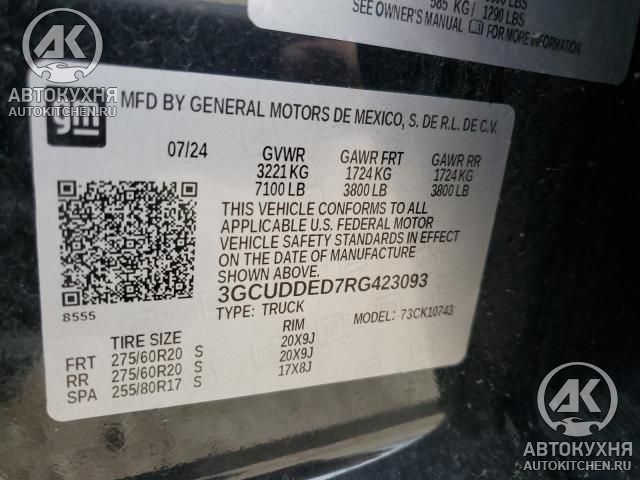 585 KG / 1290 LBS
SEE OWNER'S MANUAL FOR MORE INFORMATION
АК
АВТОКУХНЯ
AUTOKITCHEN.RU
gm
MFD BY GENERAL MOTORS DE MEXICO, S. DE R.L. DE C.V.
07/24 GVWR GAWR FRT GAWR RR
3221 KG 1724 KG 1724 KG
7100 LB 3800 LB 3800 LB
THIS VEHICLE CONFORMS TO ALL
APPLICABLE U.S. FEDERAL MOTOR
VEHICLE SAFETY STANDARDS IN EFFECT
ON THE DATE OF MANUFACTURE
SHOWN ABOVE.
3GCUDDED7RG423093
8555
TYPE: TRUCK MODEL: 73CK10743
TIRE SIZE RIM
FRT 275/60R20 S 20X9J
RR 275/60R20 S 20X9J
SPA 255/80R17 S 17X8J
АК
АВТОКУХНЯ
AUTOKITCHEN.RU